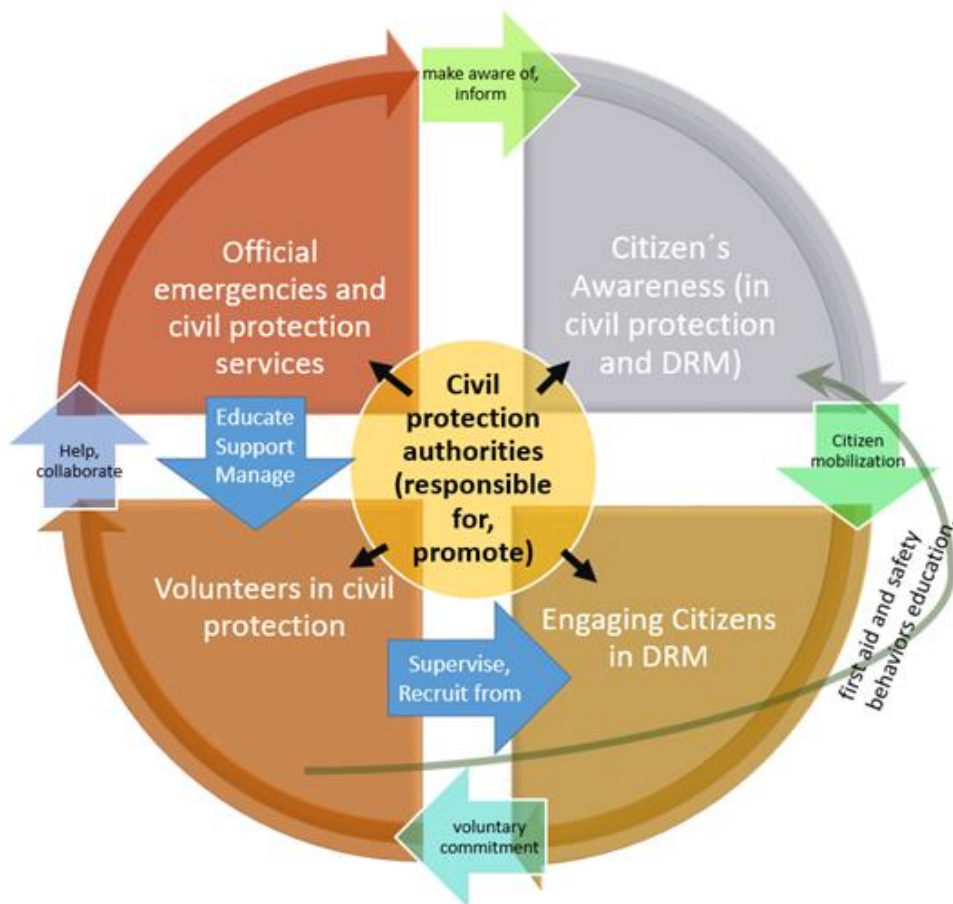 make aware of,
inform
Official
emergencies and
civil protection
services
Citizen´s
Awareness (in
civil protection
and DRM)
Civil
protection
authorities
(responsible
for,
promote)
Help,
collaborate
Educate
Support
Manage
Citizen
mobilization
first aid and safety
behaviors education,
Volunteers in civil
protection
Engaging Citizens
in DRM
Supervise,
Recruit from
voluntary
commitment